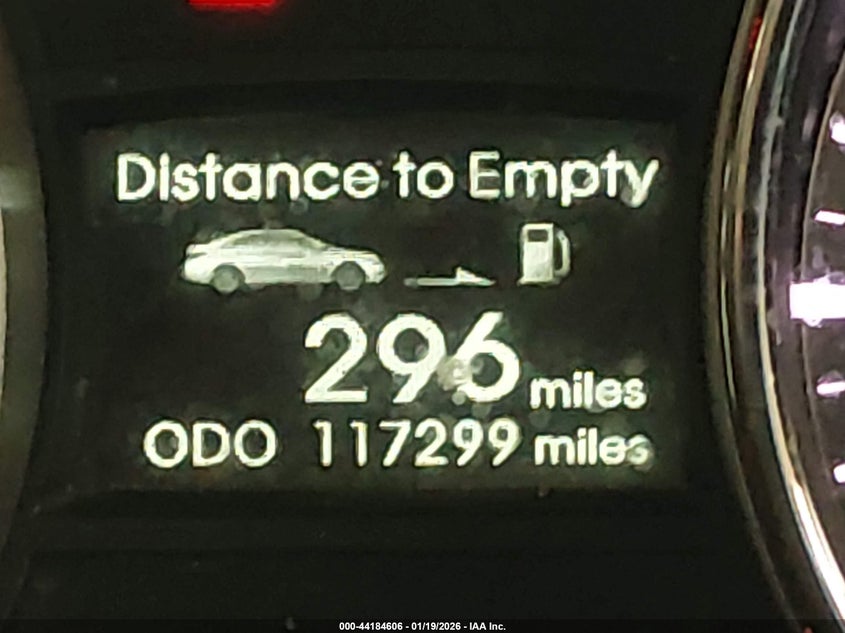 Distance to Empty
296 miles
ODO 117299 miles
000-44184606 - 01/19/2026 - IAA Inc.